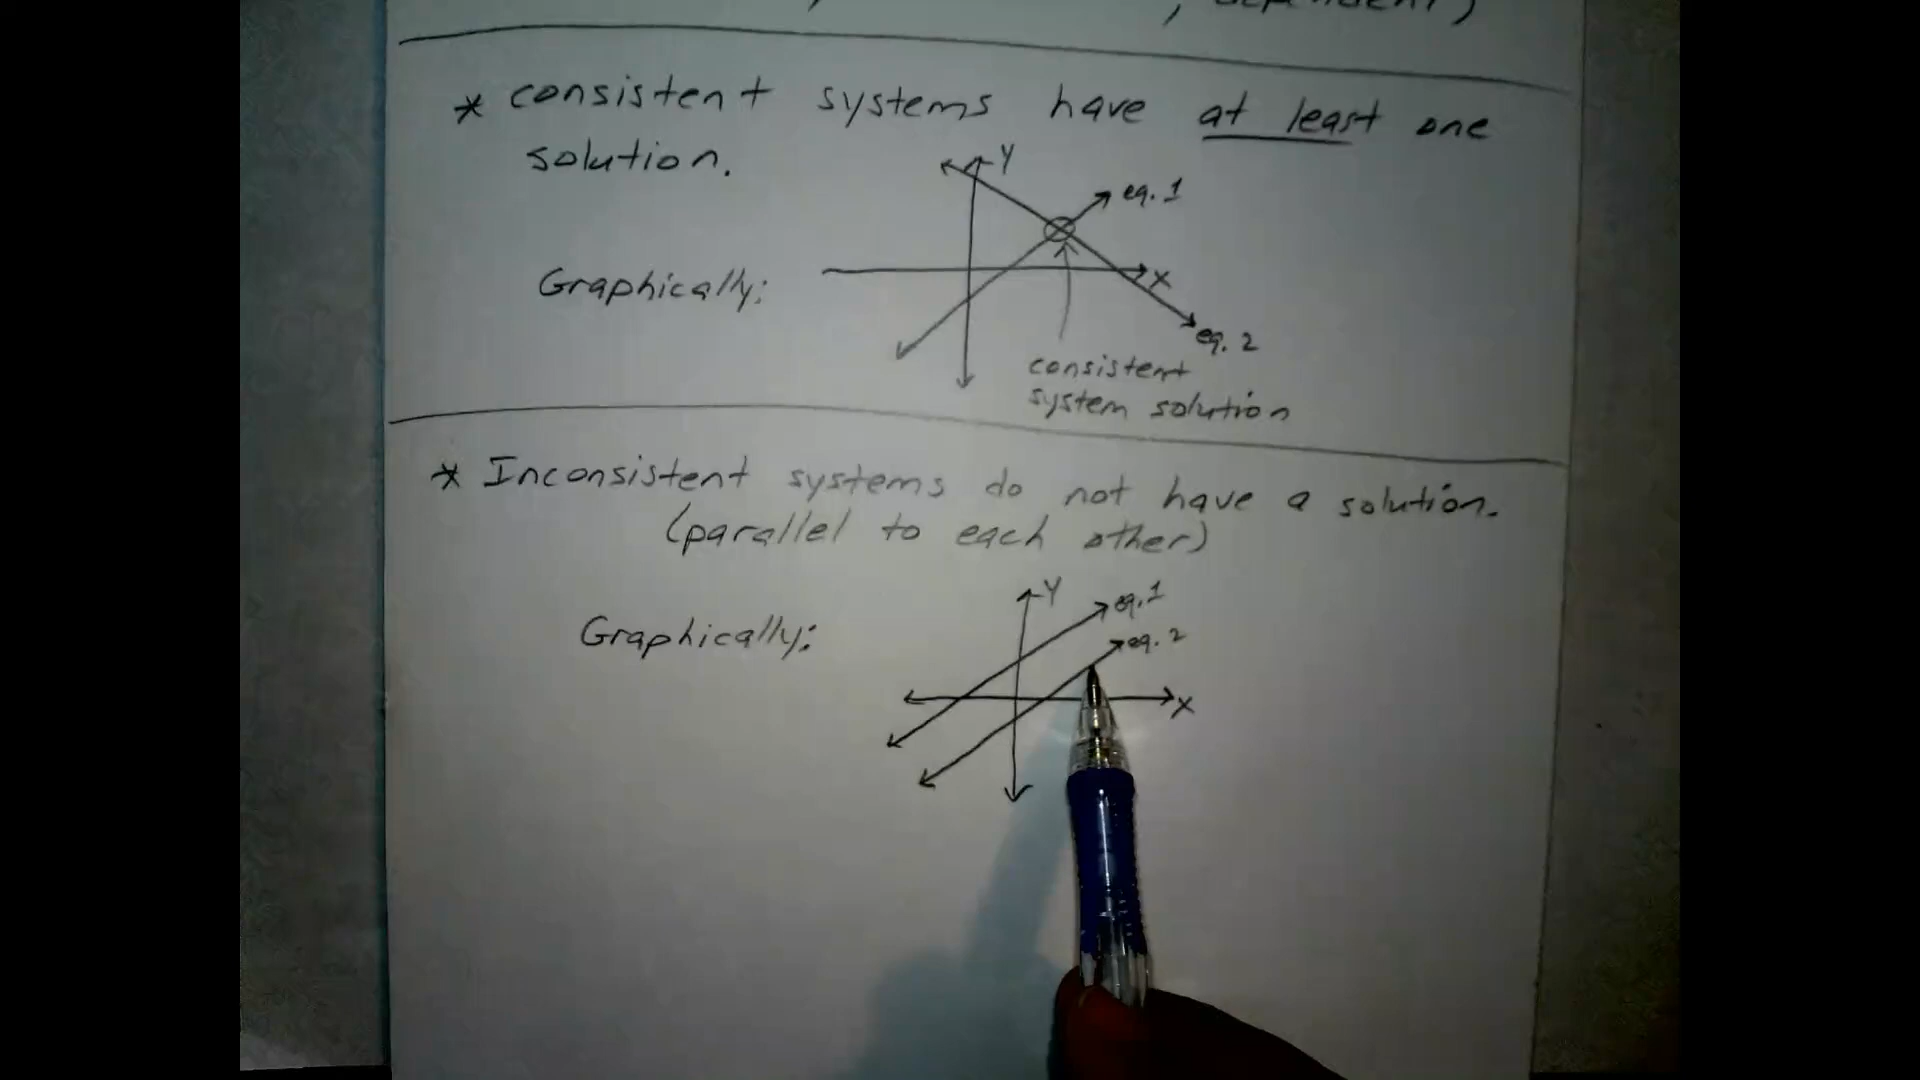 dependent)
* consistent systems have at least one
solution.
Y
eq. 1
Graphically:
X
eq. 2
consistent
system solution
* Inconsistent systems do not have a solution.
(parallel to each other)
Y
eq. 1
Graphically:
eq. 2
X